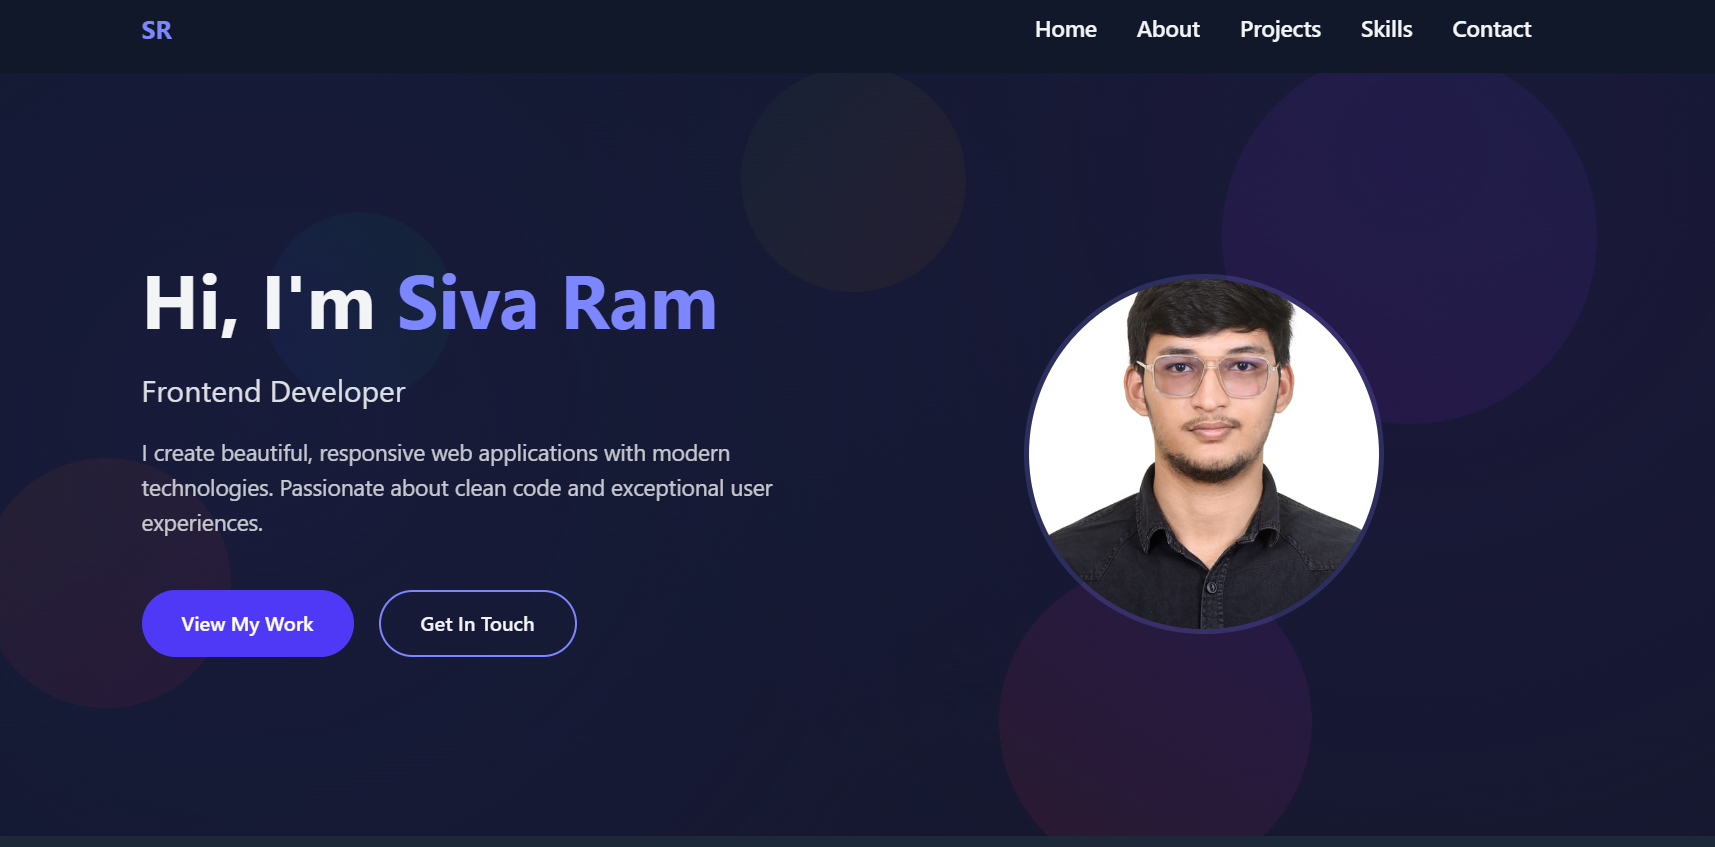 SR
Home About Projects Skills Contact
Hi, I'm Siva Ram
Frontend Developer
I create beautiful, responsive web applications with modern
technologies. Passionate about clean code and exceptional user
experiences.
View My Work Get In Touch